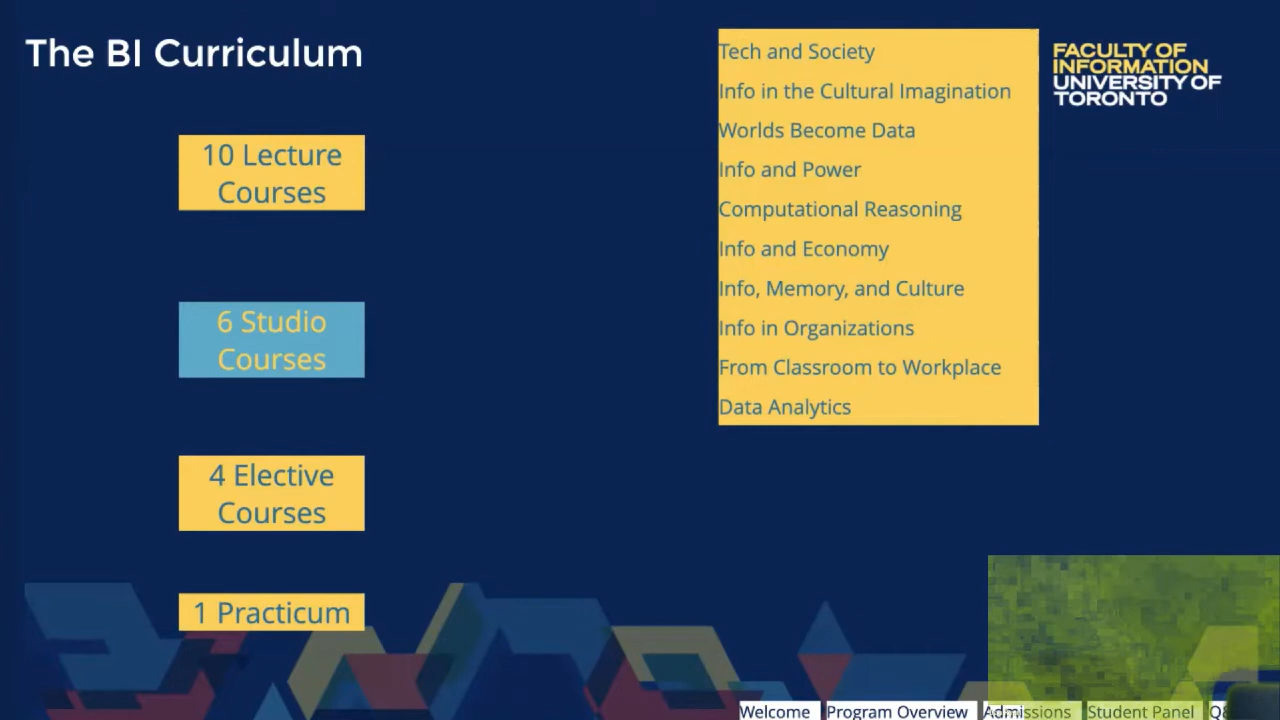 The BI Curriculum
10 Lecture
Courses
6 Studio
Courses
4 Elective
Courses
1 Practicum
Tech and Society
Info in the Cultural Imagination
Worlds Become Data
Info and Power
Computational Reasoning
Info and Economy
Info, Memory, and Culture
Info in Organizations
From Classroom to Workplace
Data Analytics
FACULTY OF
INFORMATION
UNIVERSITY OF
TORONTO
Welcome Program Overview Admissions Student Panel